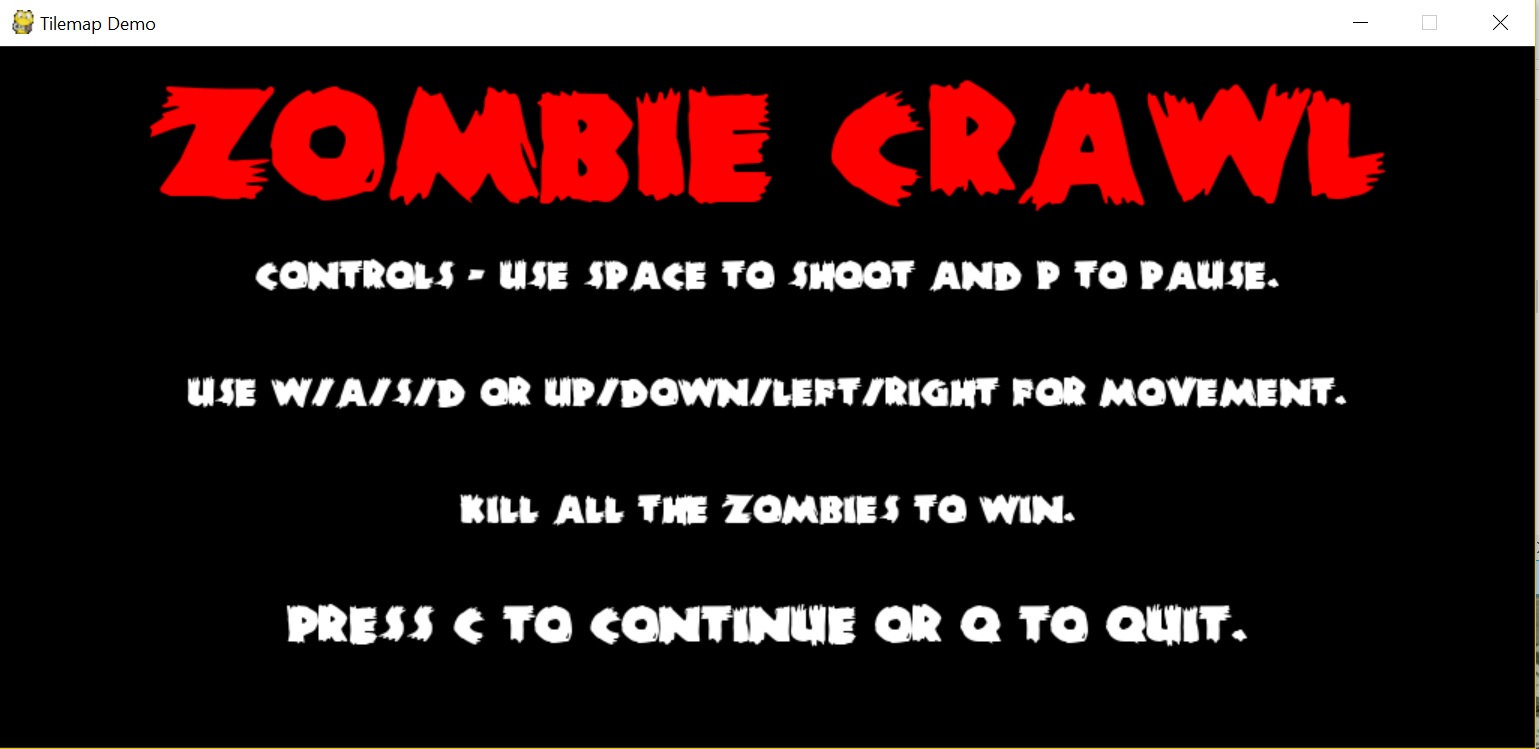 Tilemap Demo
ZOMBIE CRAWL
CONTROLS - USE SPACE TO SHOOT AND P TO PAUSE.
USE W/A/S/D OR UP/DOWN/LEFT/RIGHT FOR MOVEMENT.
KILL ALL THE ZOMBIES TO WIN.
PRESS C TO CONTINUE OR Q TO QUIT.